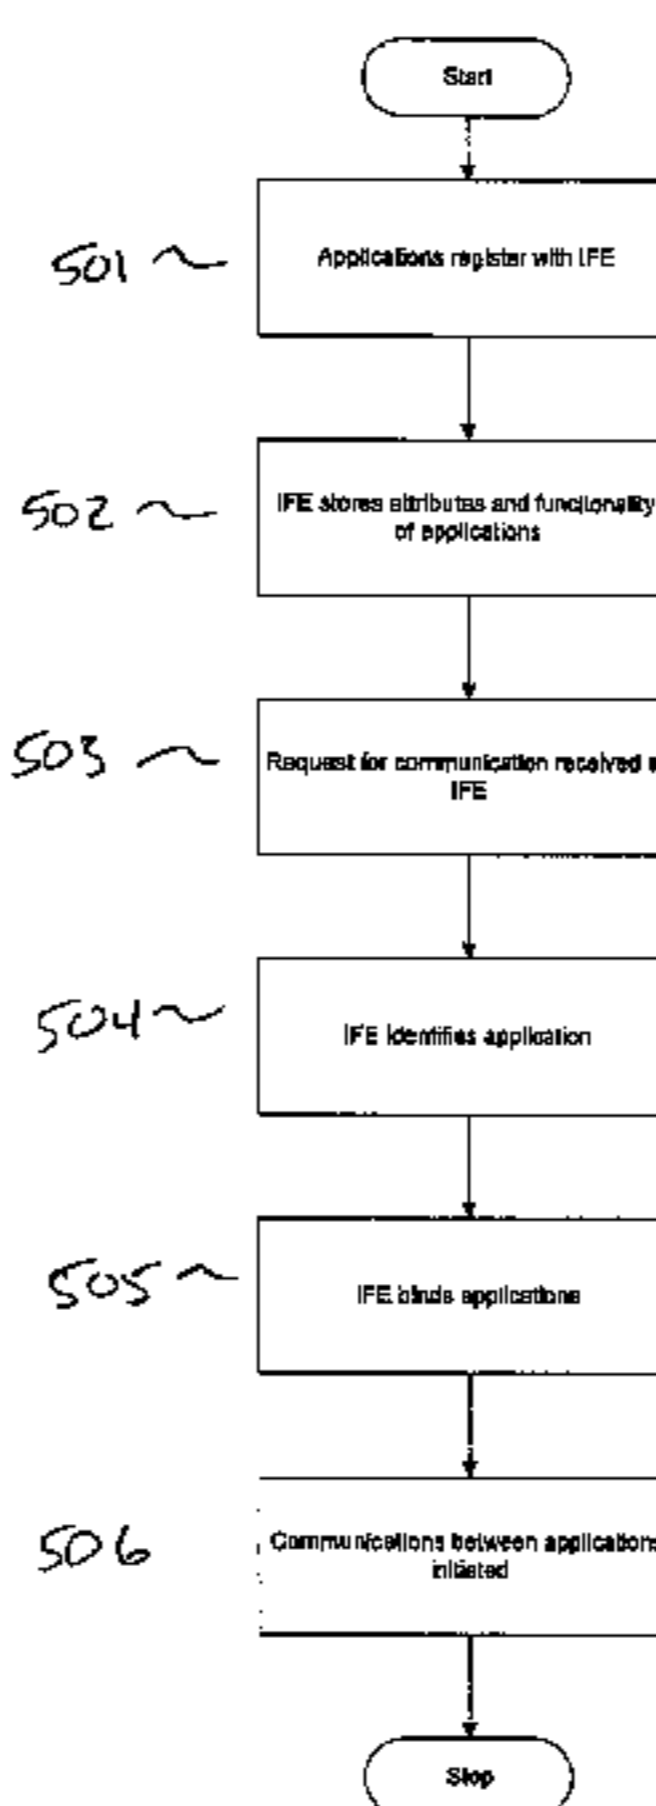 Start
501
Applications register with IFE
502
IFE stores attributes and functionality
of applications
503
Request for communication received
IFE
504
IFE identifies application
505
IFE binds applications
506
Communications between applications
initiated
Stop